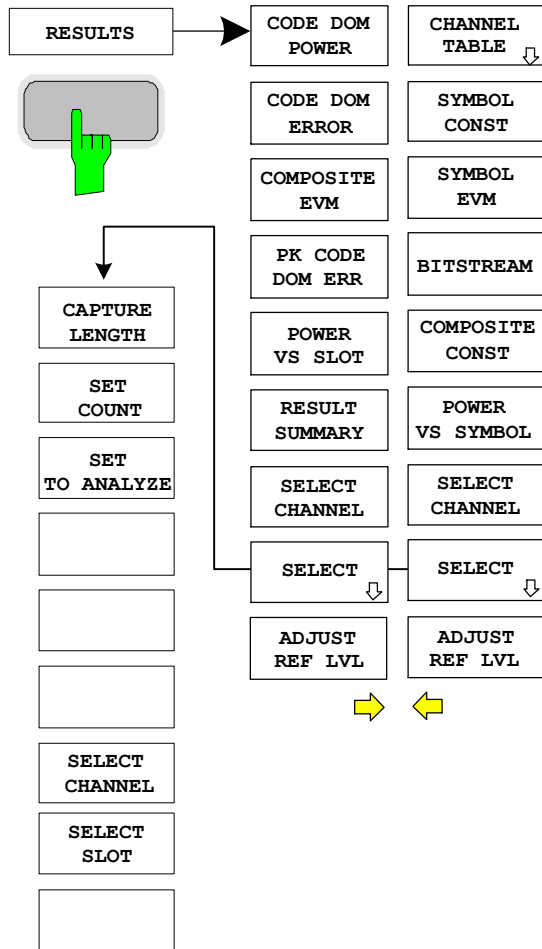 RESULTS
CODE DOM
POWER
CODE DOM
ERROR
COMPOSITE
EVM
PK CODE
DOM ERR
POWER
VS SLOT
RESULT
SUMMARY
SELECT
CHANNEL
SELECT
ADJUST
REF LVL
CHANNEL
TABLE
SYMBOL
CONST
SYMBOL
EVM
BITSTREAM
COMPOSITE
CONST
POWER
VS SYMBOL
SELECT
CHANNEL
SELECT
ADJUST
REF LVL
CAPTURE
LENGTH
SET
COUNT
SET
TO ANALYZE
SELECT
CHANNEL
SELECT
SLOT